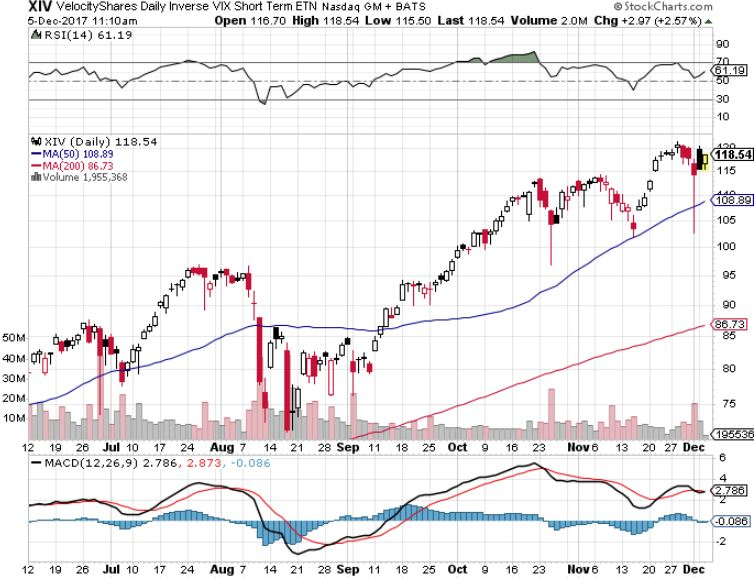 XIV VelocityShares Daily Inverse VIX Short Term ETN Nasdaq GM + BATS © StockCharts.com
5-Dec-2017 11:10am Open 116.70 High 118.54 Low 115.50 Last 118.54 Volume 2.0M Chg +2.97 (+2.57%)▲
RSI(14) 61.19
90
70
61.19
50
30
10
XIV (Daily) 118.54
MA(50) 108.89
MA(200) 86.73
Volume 1,955,368
120
118.54
115
110
108.89
105
100
95
90
86.73
85
80
75
50M
40M
30M
20M
10M
195536
12 19 26 Jul 10 17 24 Aug 7 14 21 28 Sep 11 18 25 Oct 9 16 23 Nov 6 13 20 27 Dec
MACD(12,26,9) 2.786, 2.873, -0.086
6
4
2.786
-0.086
-2
12 19 26 Jul 10 17 24 Aug 7 14 21 28 Sep 11 18 25 Oct 9 16 23 Nov 6 13 20 27 Dec